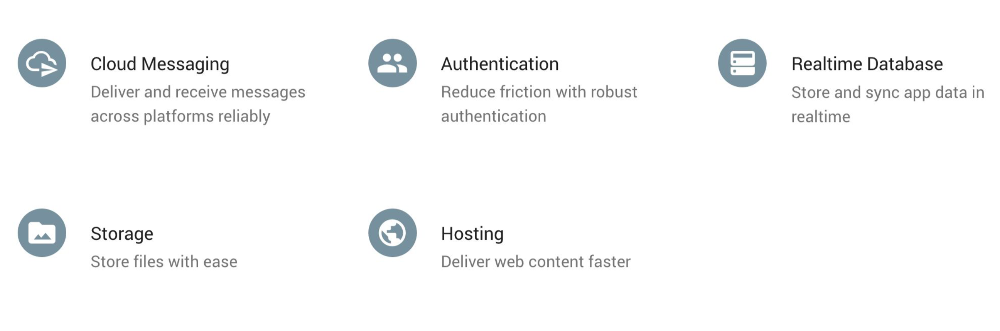 Cloud Messaging
Deliver and receive messages
across platforms reliably
Authentication
Reduce friction with robust
authentication
Realtime Database
Store and sync app data in
realtime
Storage
Store files with ease
Hosting
Deliver web content faster